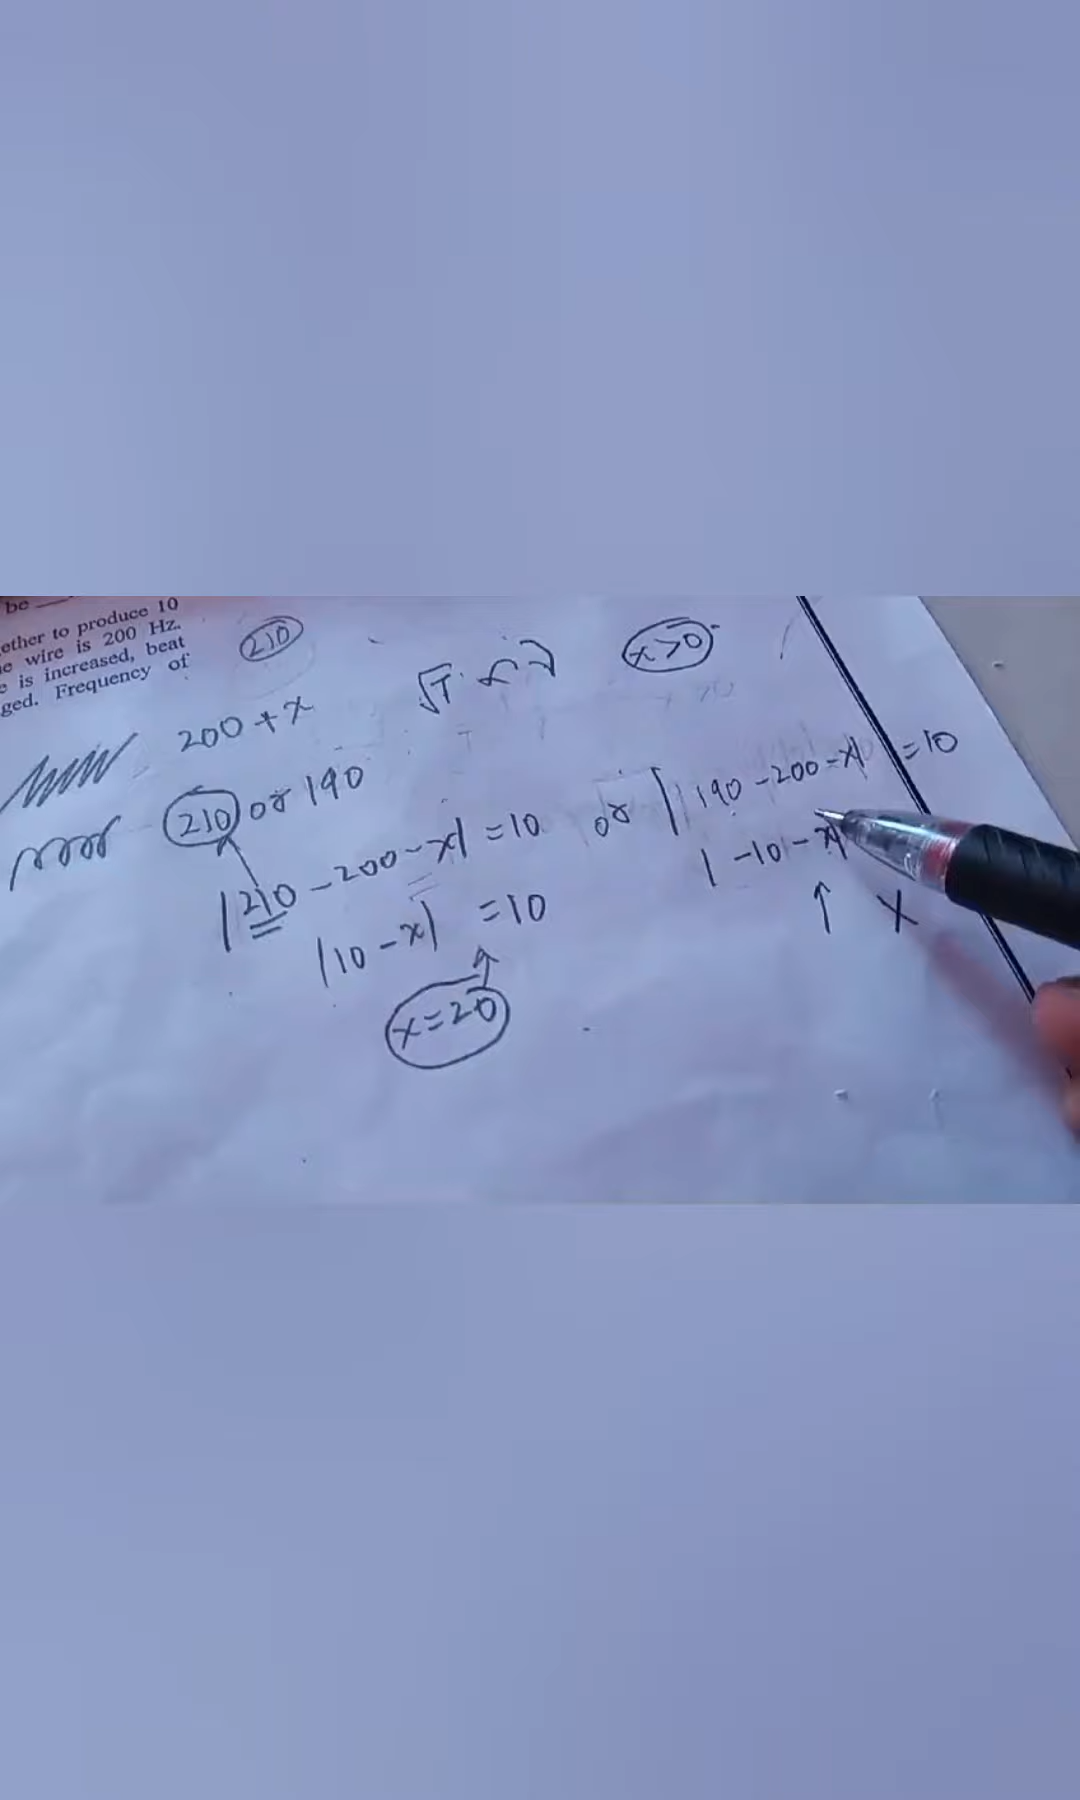 be
ether to produce 10
e wire is 200 Hz.
e is increased, beat
ged. Frequency of
210
√T ∝ ν
x>0
200 + x
210 or 190
|210 - 200 - x| = 10 or |190 - 200 - x| = 10
|10 - x| = 10
|-10 - x|
x = 20
↑ X